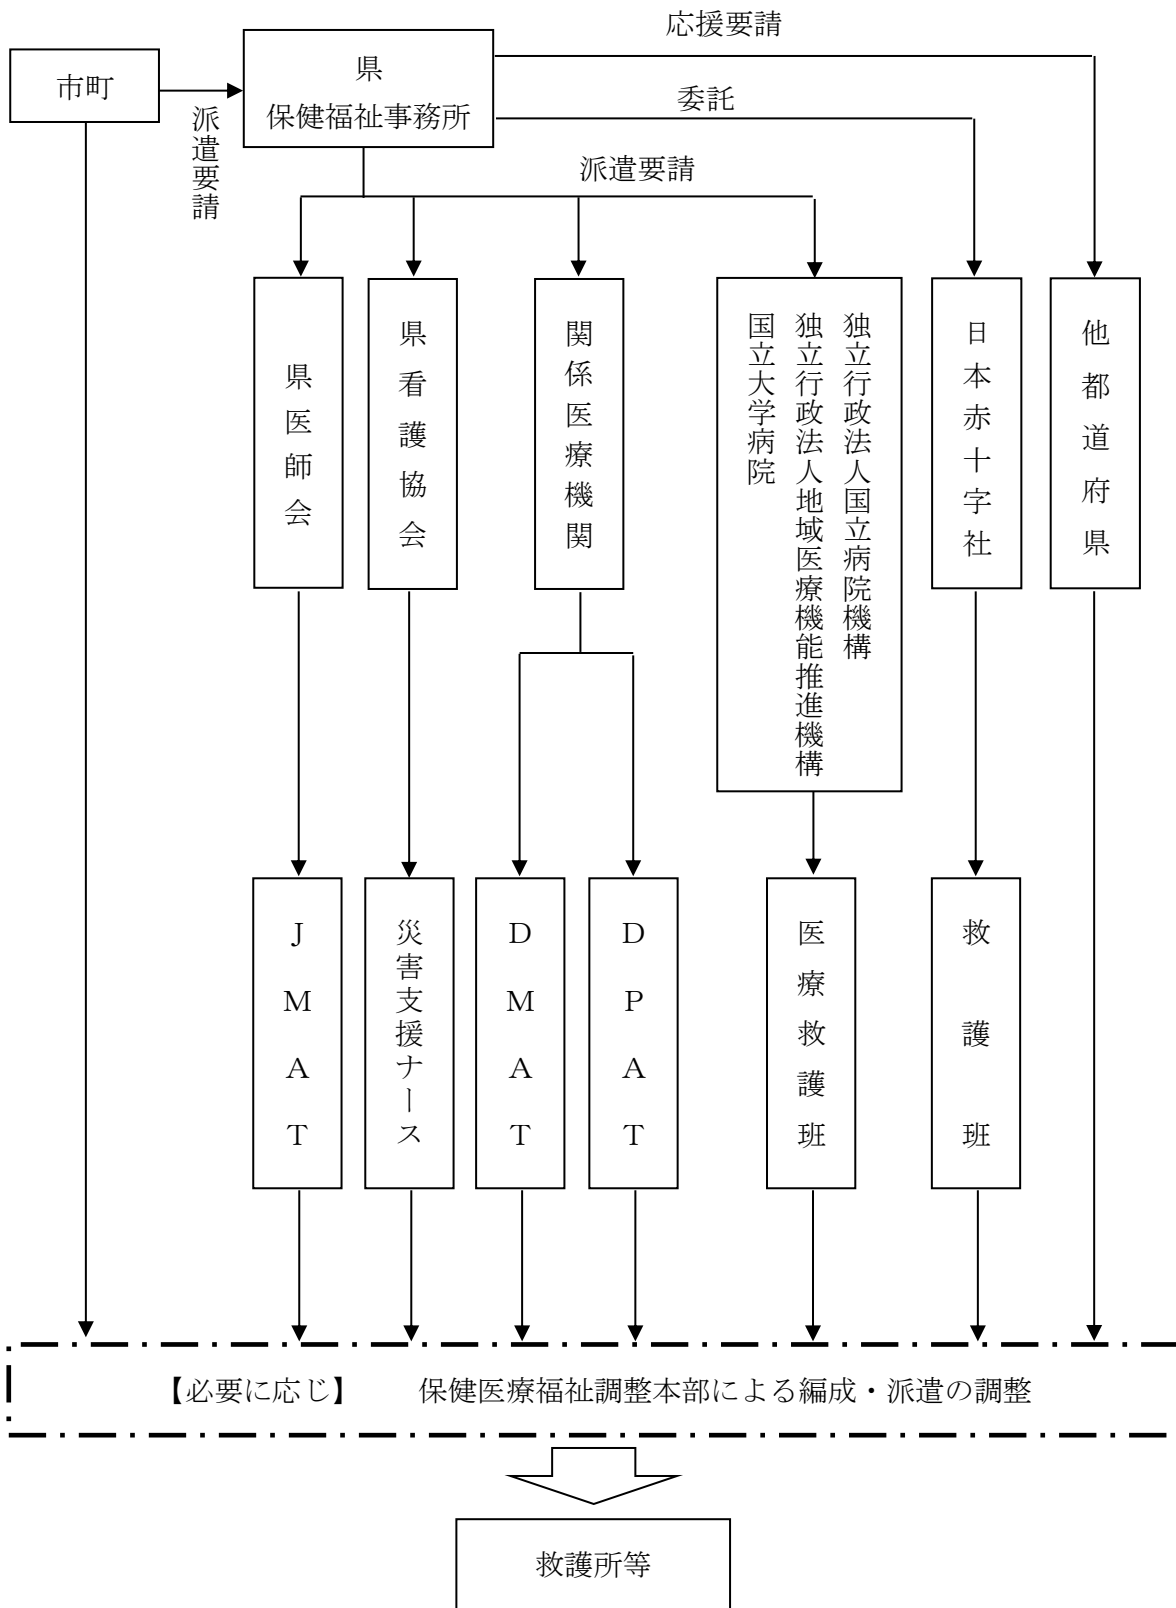 応援要請
市町
県
保健福祉事務所
委託
派遣要請
派遣要請
県医師会
県看護協会
関係医療機関
独立行政法人国立病院機構
独立行政法人地域医療機能推進機構
国立大学病院
日本赤十字社
他都道府県
JMAT
災害支援ナース
DMAT
DPAT
医療救護班
救護班
【必要に応じ】 保健医療福祉調整本部による編成・派遣の調整
救護所等